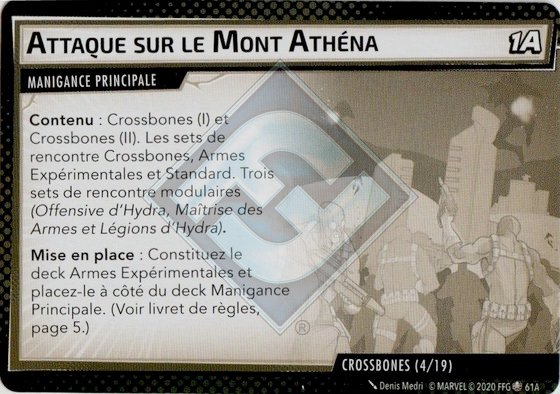 Attaque sur le Mont Athéna
1A
Manigance Principale
Contenu : Crossbones (I) et
Crossbones (II). Les sets de
rencontre Crossbones, Armes
Expérimentales et Standard. Trois
sets de rencontre modulaires
(Offensive d'Hydra, Maîtrise des
Armes et Légions d'Hydra).
Mise en place : Constituez le
deck Armes Expérimentales et
placez-le à côté du deck Manigance
Principale. (Voir livret de règles,
page 5.)
®
Crossbones (4/19)
Denis Medri © MARVEL © 2020 FFG 61A